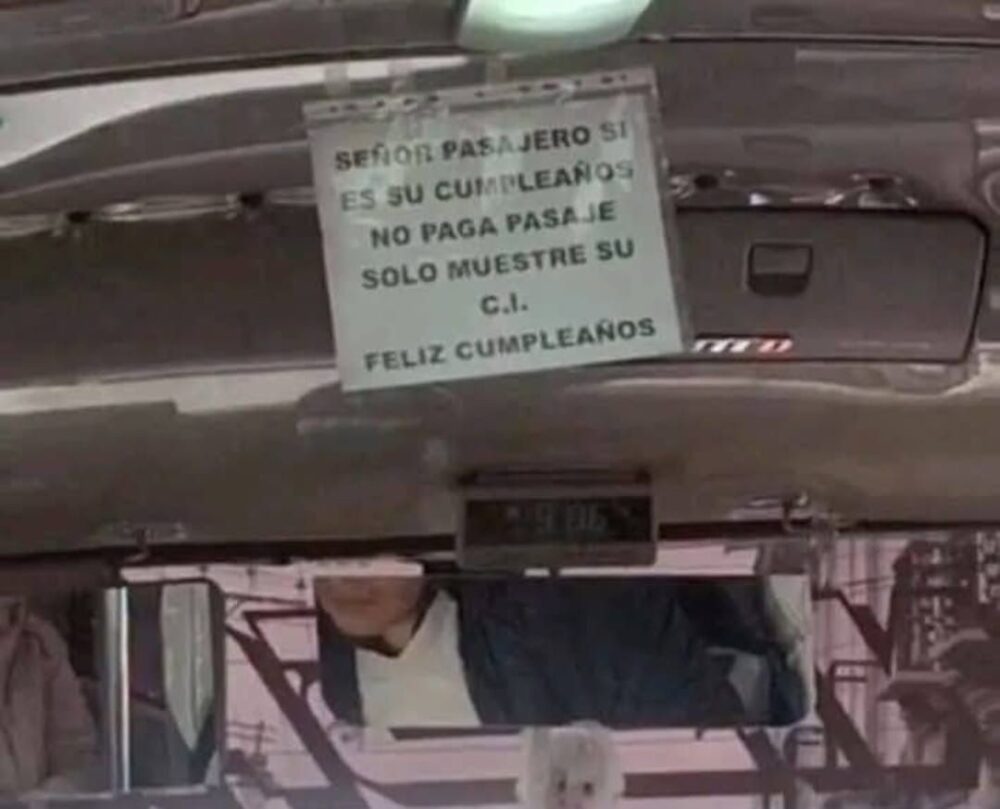 SEÑOR PASAJERO SI
ES SU CUMPLEAÑOS
NO PAGA PASAJE
SOLO MUESTRE SU
C.I.
FELIZ CUMPLEAÑOS